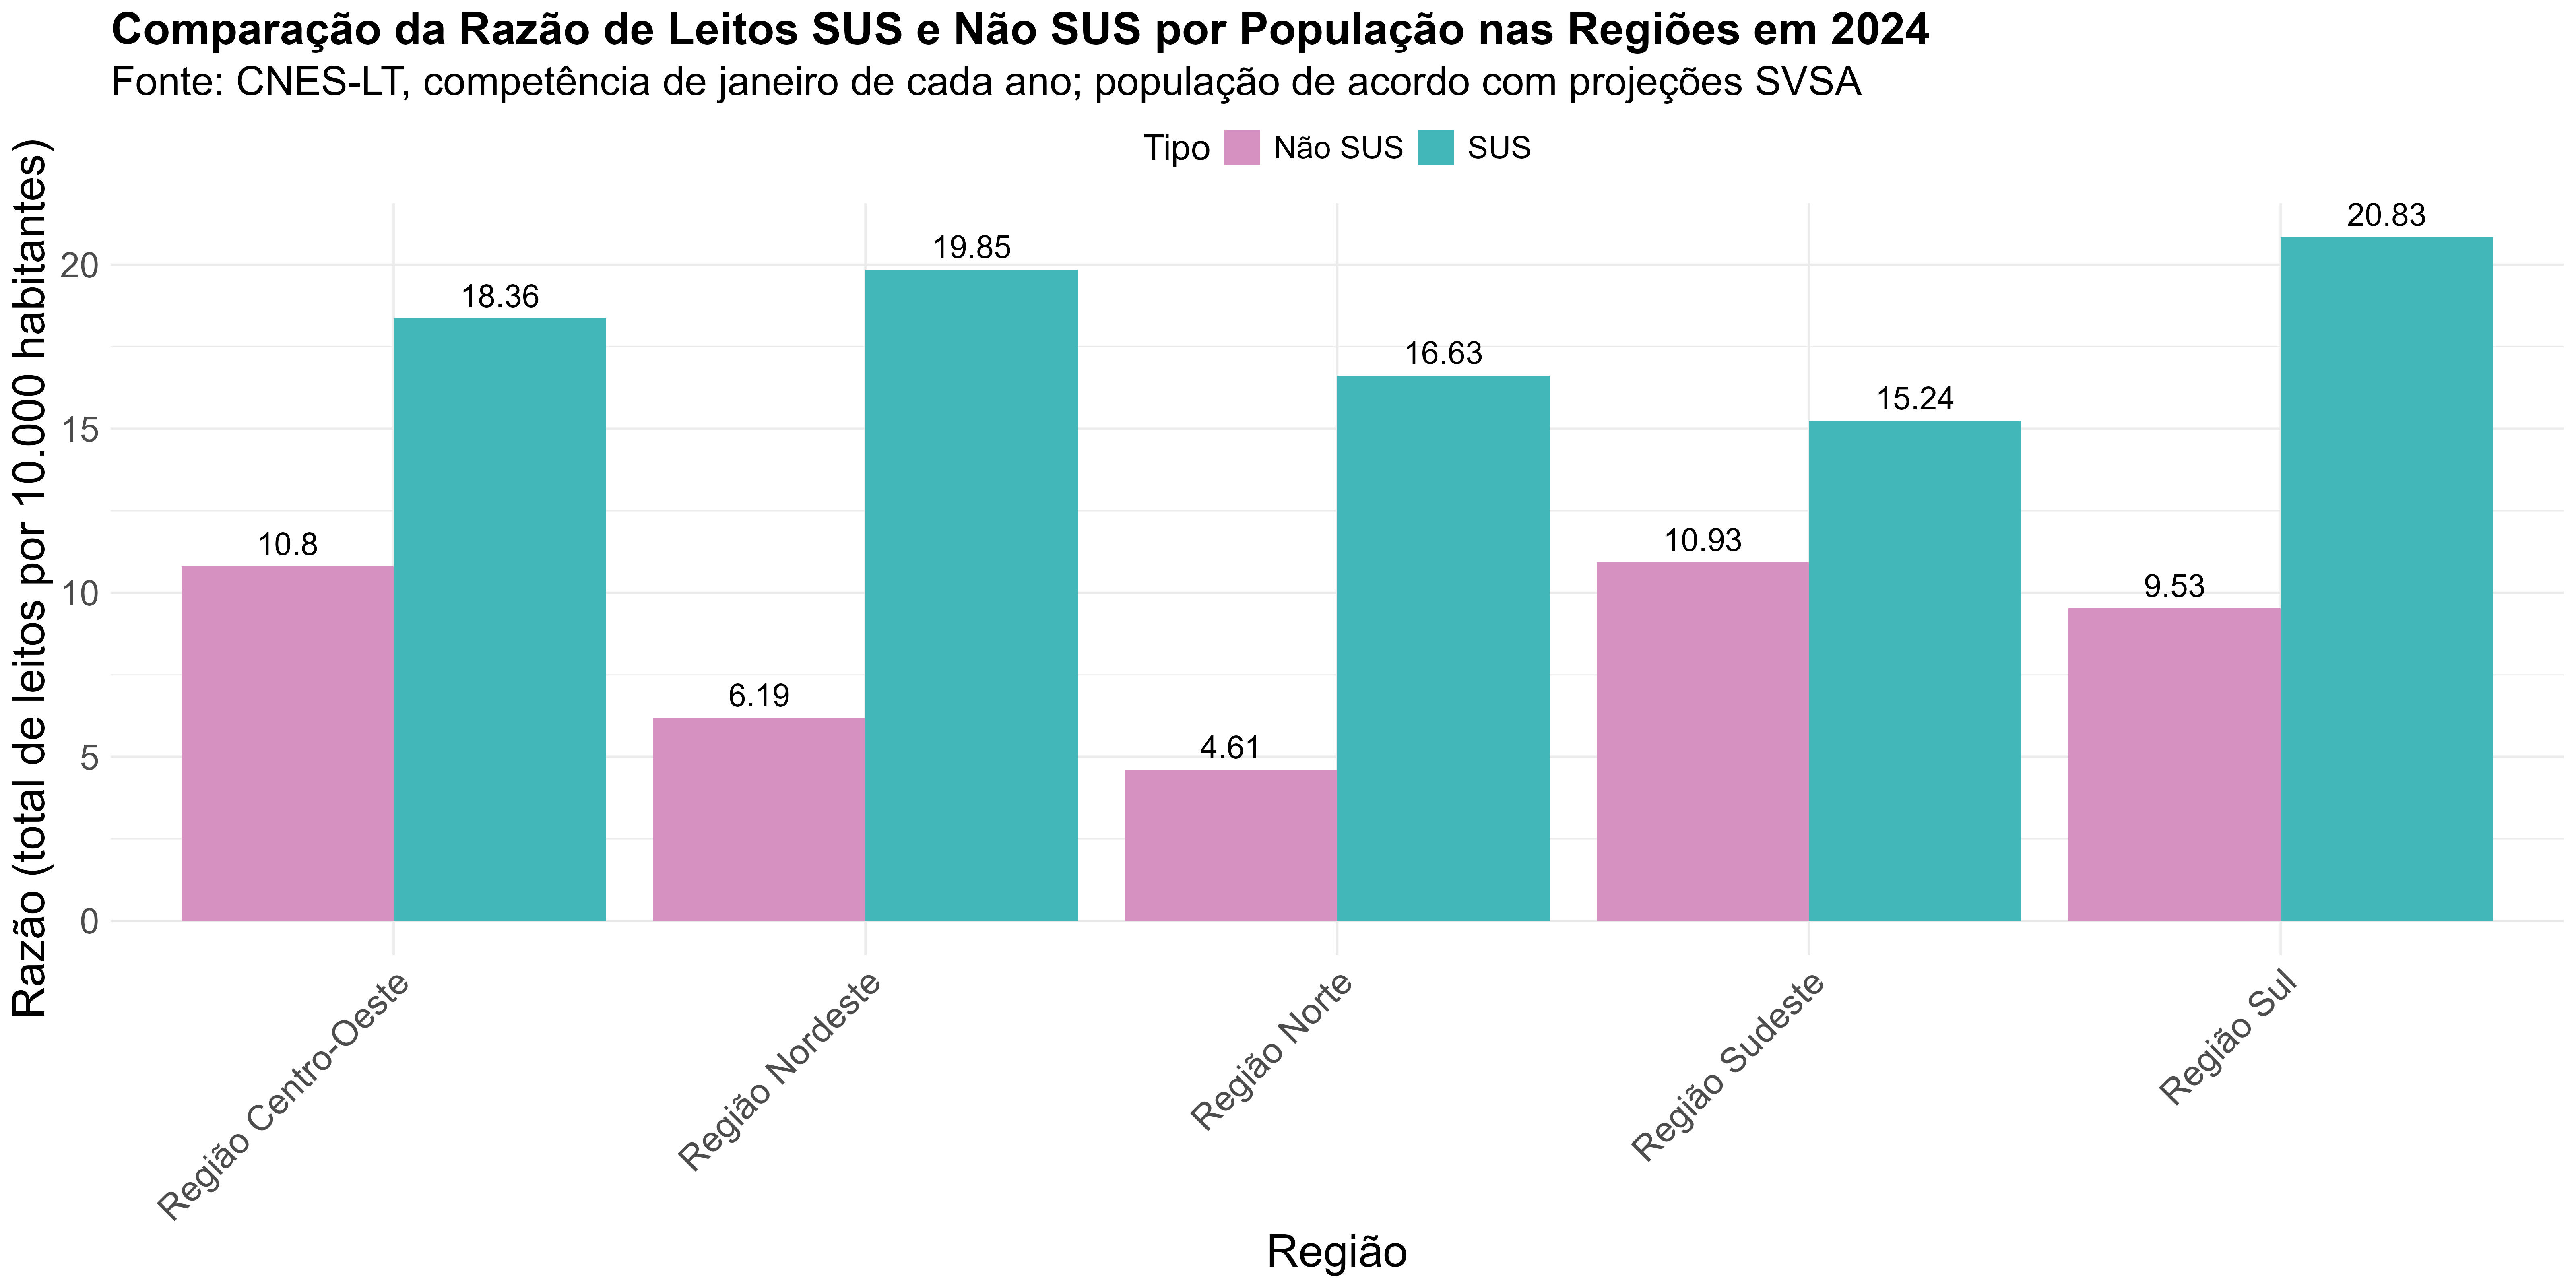 Comparação da Razão de Leitos SUS e Não SUS por População nas Regiões em 2024
Fonte: CNES-LT, competência de janeiro de cada ano; população de acordo com projeções SVSA
Tipo Não SUS SUS
Razão (total de leitos por 10.000 habitantes)
20
15
10
5
0
10.8
18.36
6.19
19.85
4.61
16.63
10.93
15.24
9.53
20.83
Região Centro-Oeste
Região Nordeste
Região Norte
Região Sudeste
Região Sul
Região